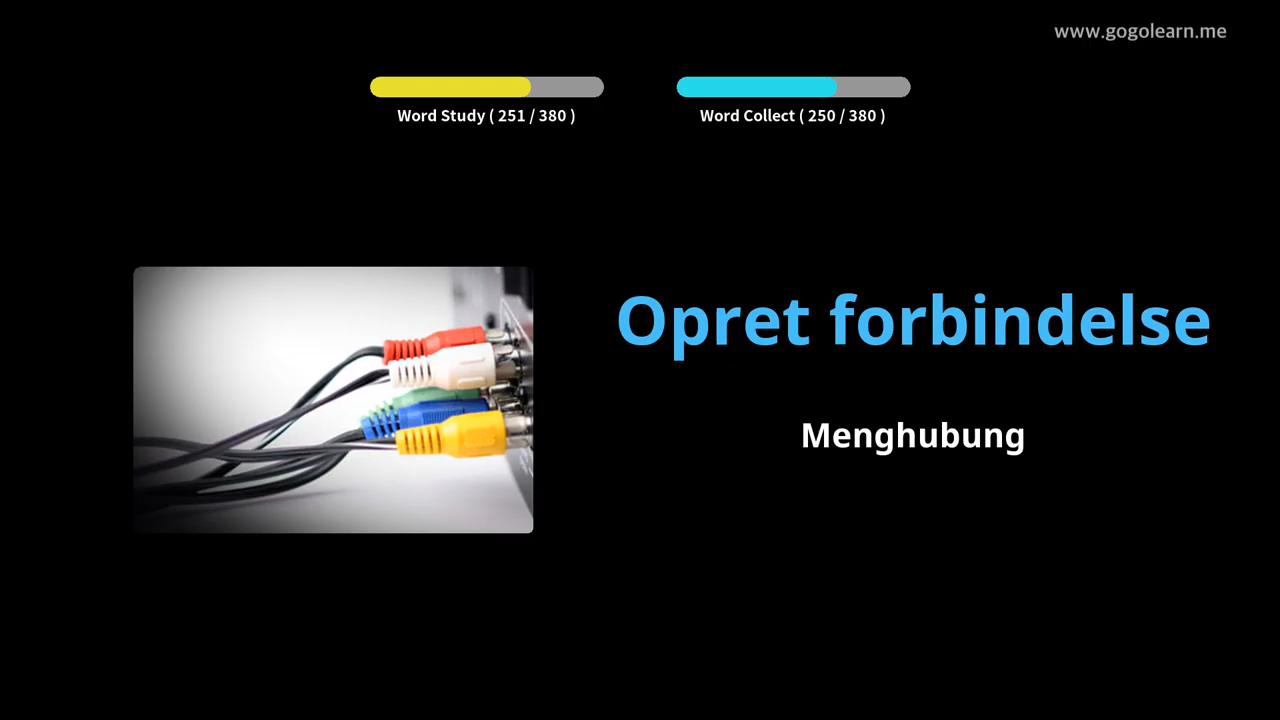 www.gogolearn.me
Word Study ( 251 / 380 )
Word Collect ( 250 / 380 )
Opret forbindelse
Menghubung